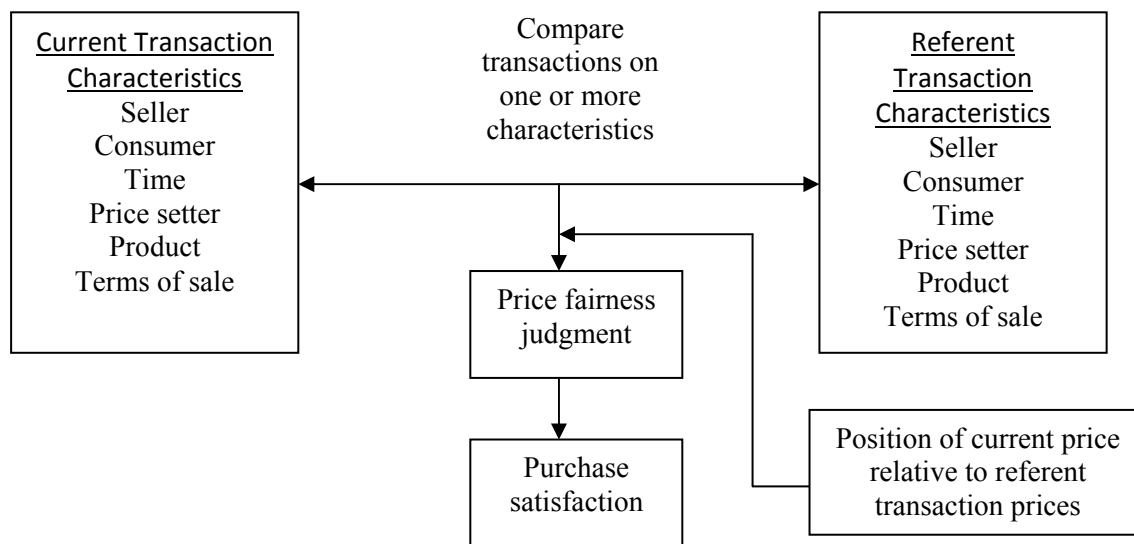 Current Transaction
Characteristics
Seller
Consumer
Time
Price setter
Product
Terms of sale
Compare
transactions on
one or more
characteristics
Referent
Transaction
Characteristics
Seller
Consumer
Time
Price setter
Product
Terms of sale
Price fairness
judgment
Purchase
satisfaction
Position of current price
relative to referent
transaction prices